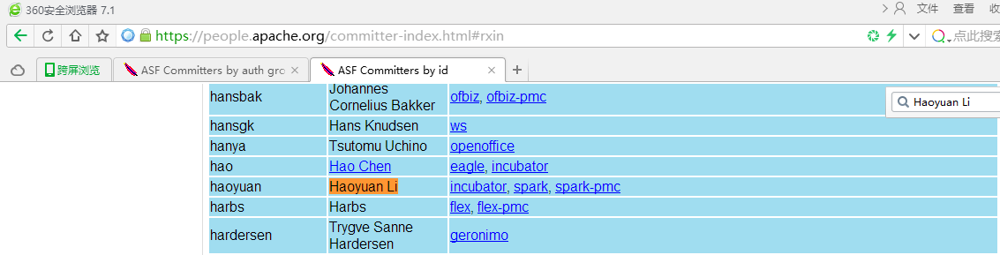 360安全浏览器 7.1
文件 查看 收
https://people.apache.org/committer-index.html#rxin
点此搜索
跨屏浏览 ASF Committers by auth gro ASF Committers by id
hansbak Johannes Cornelius Bakker ofbiz, ofbiz-pmc
Haoyuan Li
hansgk Hans Knudsen ws
hanya Tsutomu Uchino openoffice
hao Hao Chen eagle, incubator
haoyuan Haoyuan Li incubator, spark, spark-pmc
harbs Harbs flex, flex-pmc
hardersen Trygve Sanne Hardersen geronimo